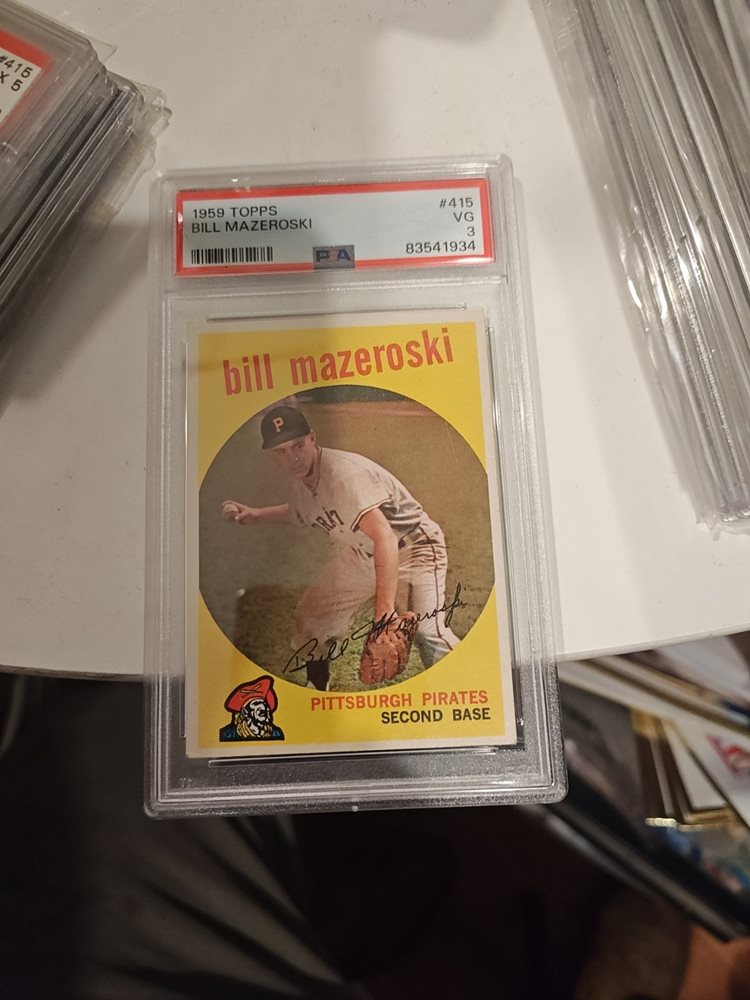 #415
X 5
1959 TOPPS
BILL MAZEROSKI
#415
VG
3
83541934
PSA
bill mazeroski
P
Bill Mazeroski
PITTSBURGH PIRATES
SECOND BASE